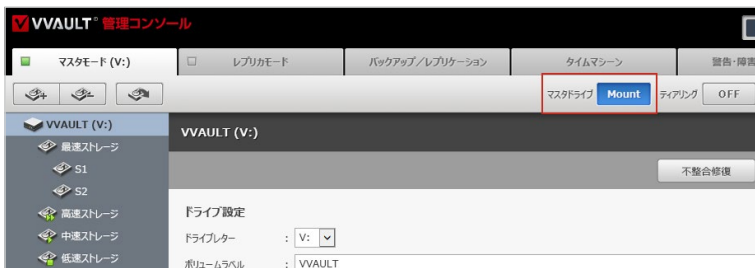 VVAULT® 管理コンソール
マスタモード (V:)
レプリカモード
バックアップ／レプリケーション
タイムマシーン
警告・障害
マスタドライブ Mount ティアリング OFF
VVAULT (V:)
最速ストレージ
S1
S2
高速ストレージ
中速ストレージ
低速ストレージ
VVAULT (V:)
不整合修復
ドライブ設定
ドライブレター : V:
ボリュームラベル : VVAULT